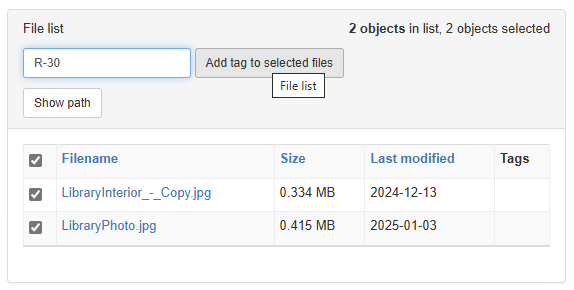 File list
2 objects in list, 2 objects selected
R-30
Add tag to selected files
File list
Show path
Filename Size Last modified Tags
LibraryInterior_-_Copy.jpg 0.334 MB 2024-12-13
LibraryPhoto.jpg 0.415 MB 2025-01-03